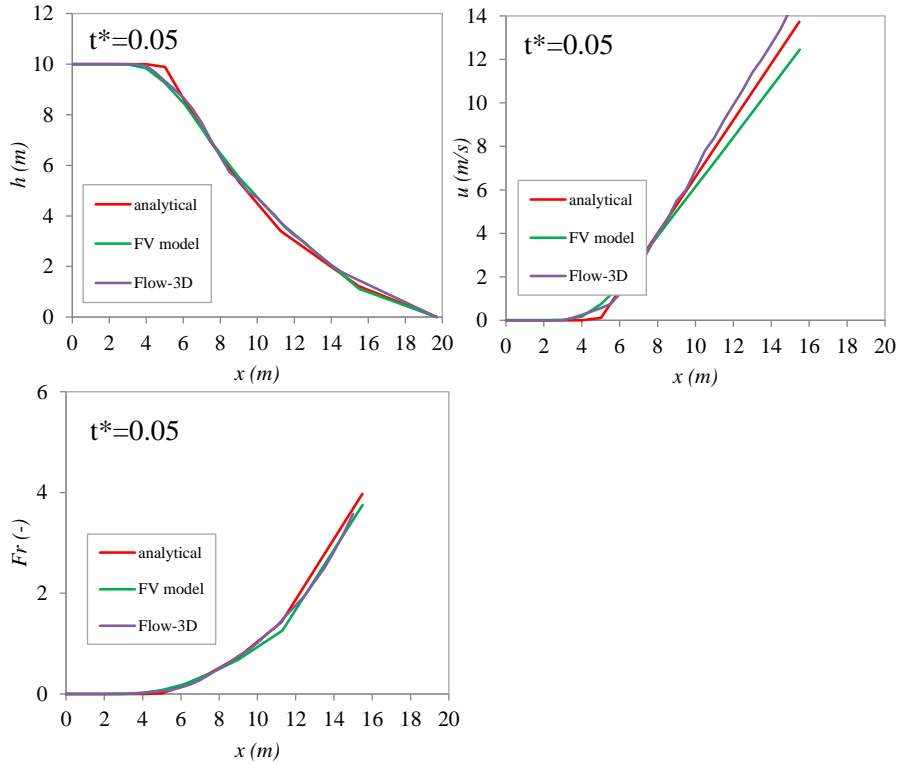 t*=0.05
h (m)
12
10
8
6
4
2
0
analytical
FV model
Flow-3D
0 2 4 6 8 10 12 14 16 18 20
x (m)
t*=0.05
u (m/s)
14
12
10
8
6
4
2
0
analytical
FV model
Flow-3D
0 2 4 6 8 10 12 14 16 18 20
x (m)
t*=0.05
Fr (-)
6
4
2
0
analytical
FV model
Flow-3D
0 2 4 6 8 10 12 14 16 18 20
x (m)